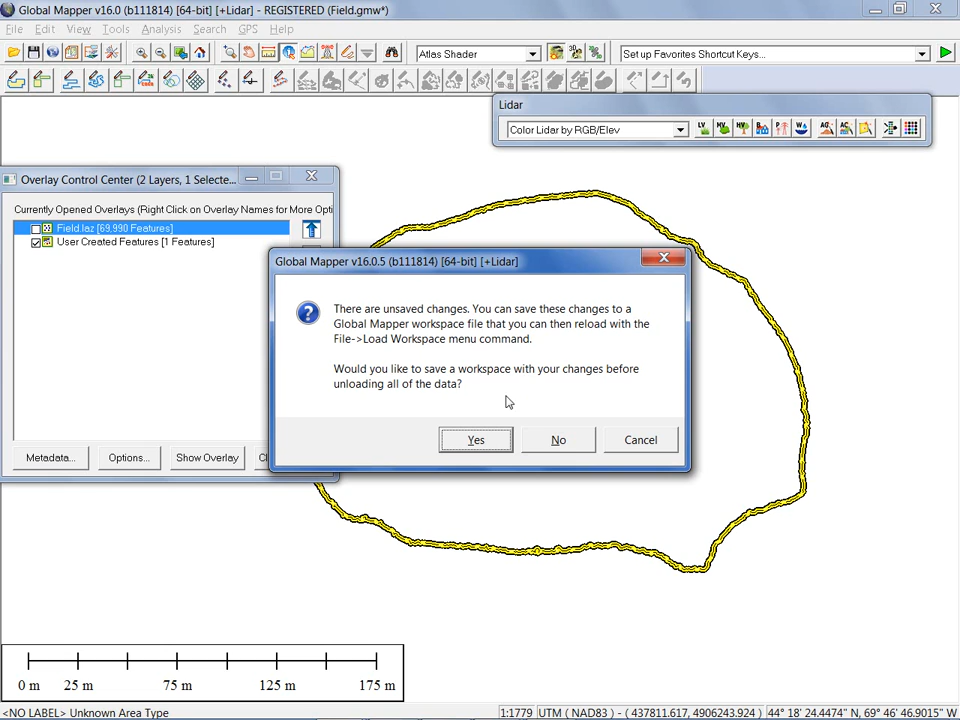 Global Mapper v16.0 (b111814) [64-bit] [+Lidar] - REGISTERED (Field.gmw*)
File Edit View Tools Analysis Search GPS Help
Atlas Shader
Set up Favorites Shortcut Keys...
Lidar
Color Lidar by RGB/Elev
Overlay Control Center (2 Layers, 1 Selecte...
Currently Opened Overlays (Right Click on Overlay Names for More Opti
Field.laz [69,990 Features]
User Created Features [1 Features]
Global Mapper v16.0.5 (b111814) [64-bit] [+Lidar]
There are unsaved changes. You can save these changes to a
Global Mapper workspace file that you can then reload with the
File->Load Workspace menu command.
Would you like to save a workspace with your changes before
unloading all of the data?
Yes No Cancel
Metadata... Options... Show Overlay Cl
0 m 25 m 75 m 125 m 175 m
<NO LABEL> Unknown Area Type
1:1779 UTM ( NAD83 ) - ( 437811.617, 4906243.924 ) 44° 18' 24.4474" N, 69° 46' 46.9015" W